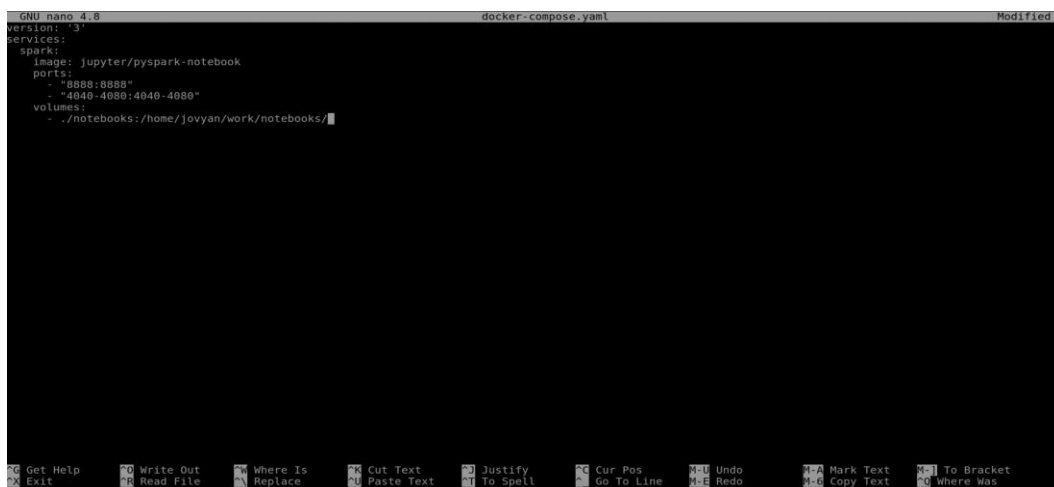 GNU nano 4.8 docker-compose.yaml Modified
version: '3'
services:
  spark:
    image: jupyter/pyspark-notebook
    ports:
      - "8888:8888"
      - "4040-4080:4040-4080"
    volumes:
      - ./notebooks:/home/jovyan/work/notebooks/
^G Get Help ^O Write Out ^W Where Is ^K Cut Text ^J Justify ^C Cur Pos M-U Undo M-A Mark Text M-] To Bracket
^X Exit ^R Read File ^\ Replace ^U Paste Text ^T To Spell ^_ Go To Line M-E Redo M-6 Copy Text ^Q Where Was